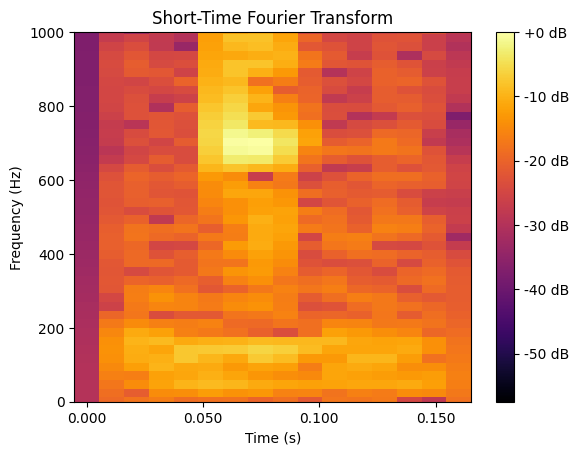 Short-Time Fourier Transform
1000
800
600
400
200
0
Frequency (Hz)
0.000
0.050
0.100
0.150
Time (s)
+0 dB
-10 dB
-20 dB
-30 dB
-40 dB
-50 dB